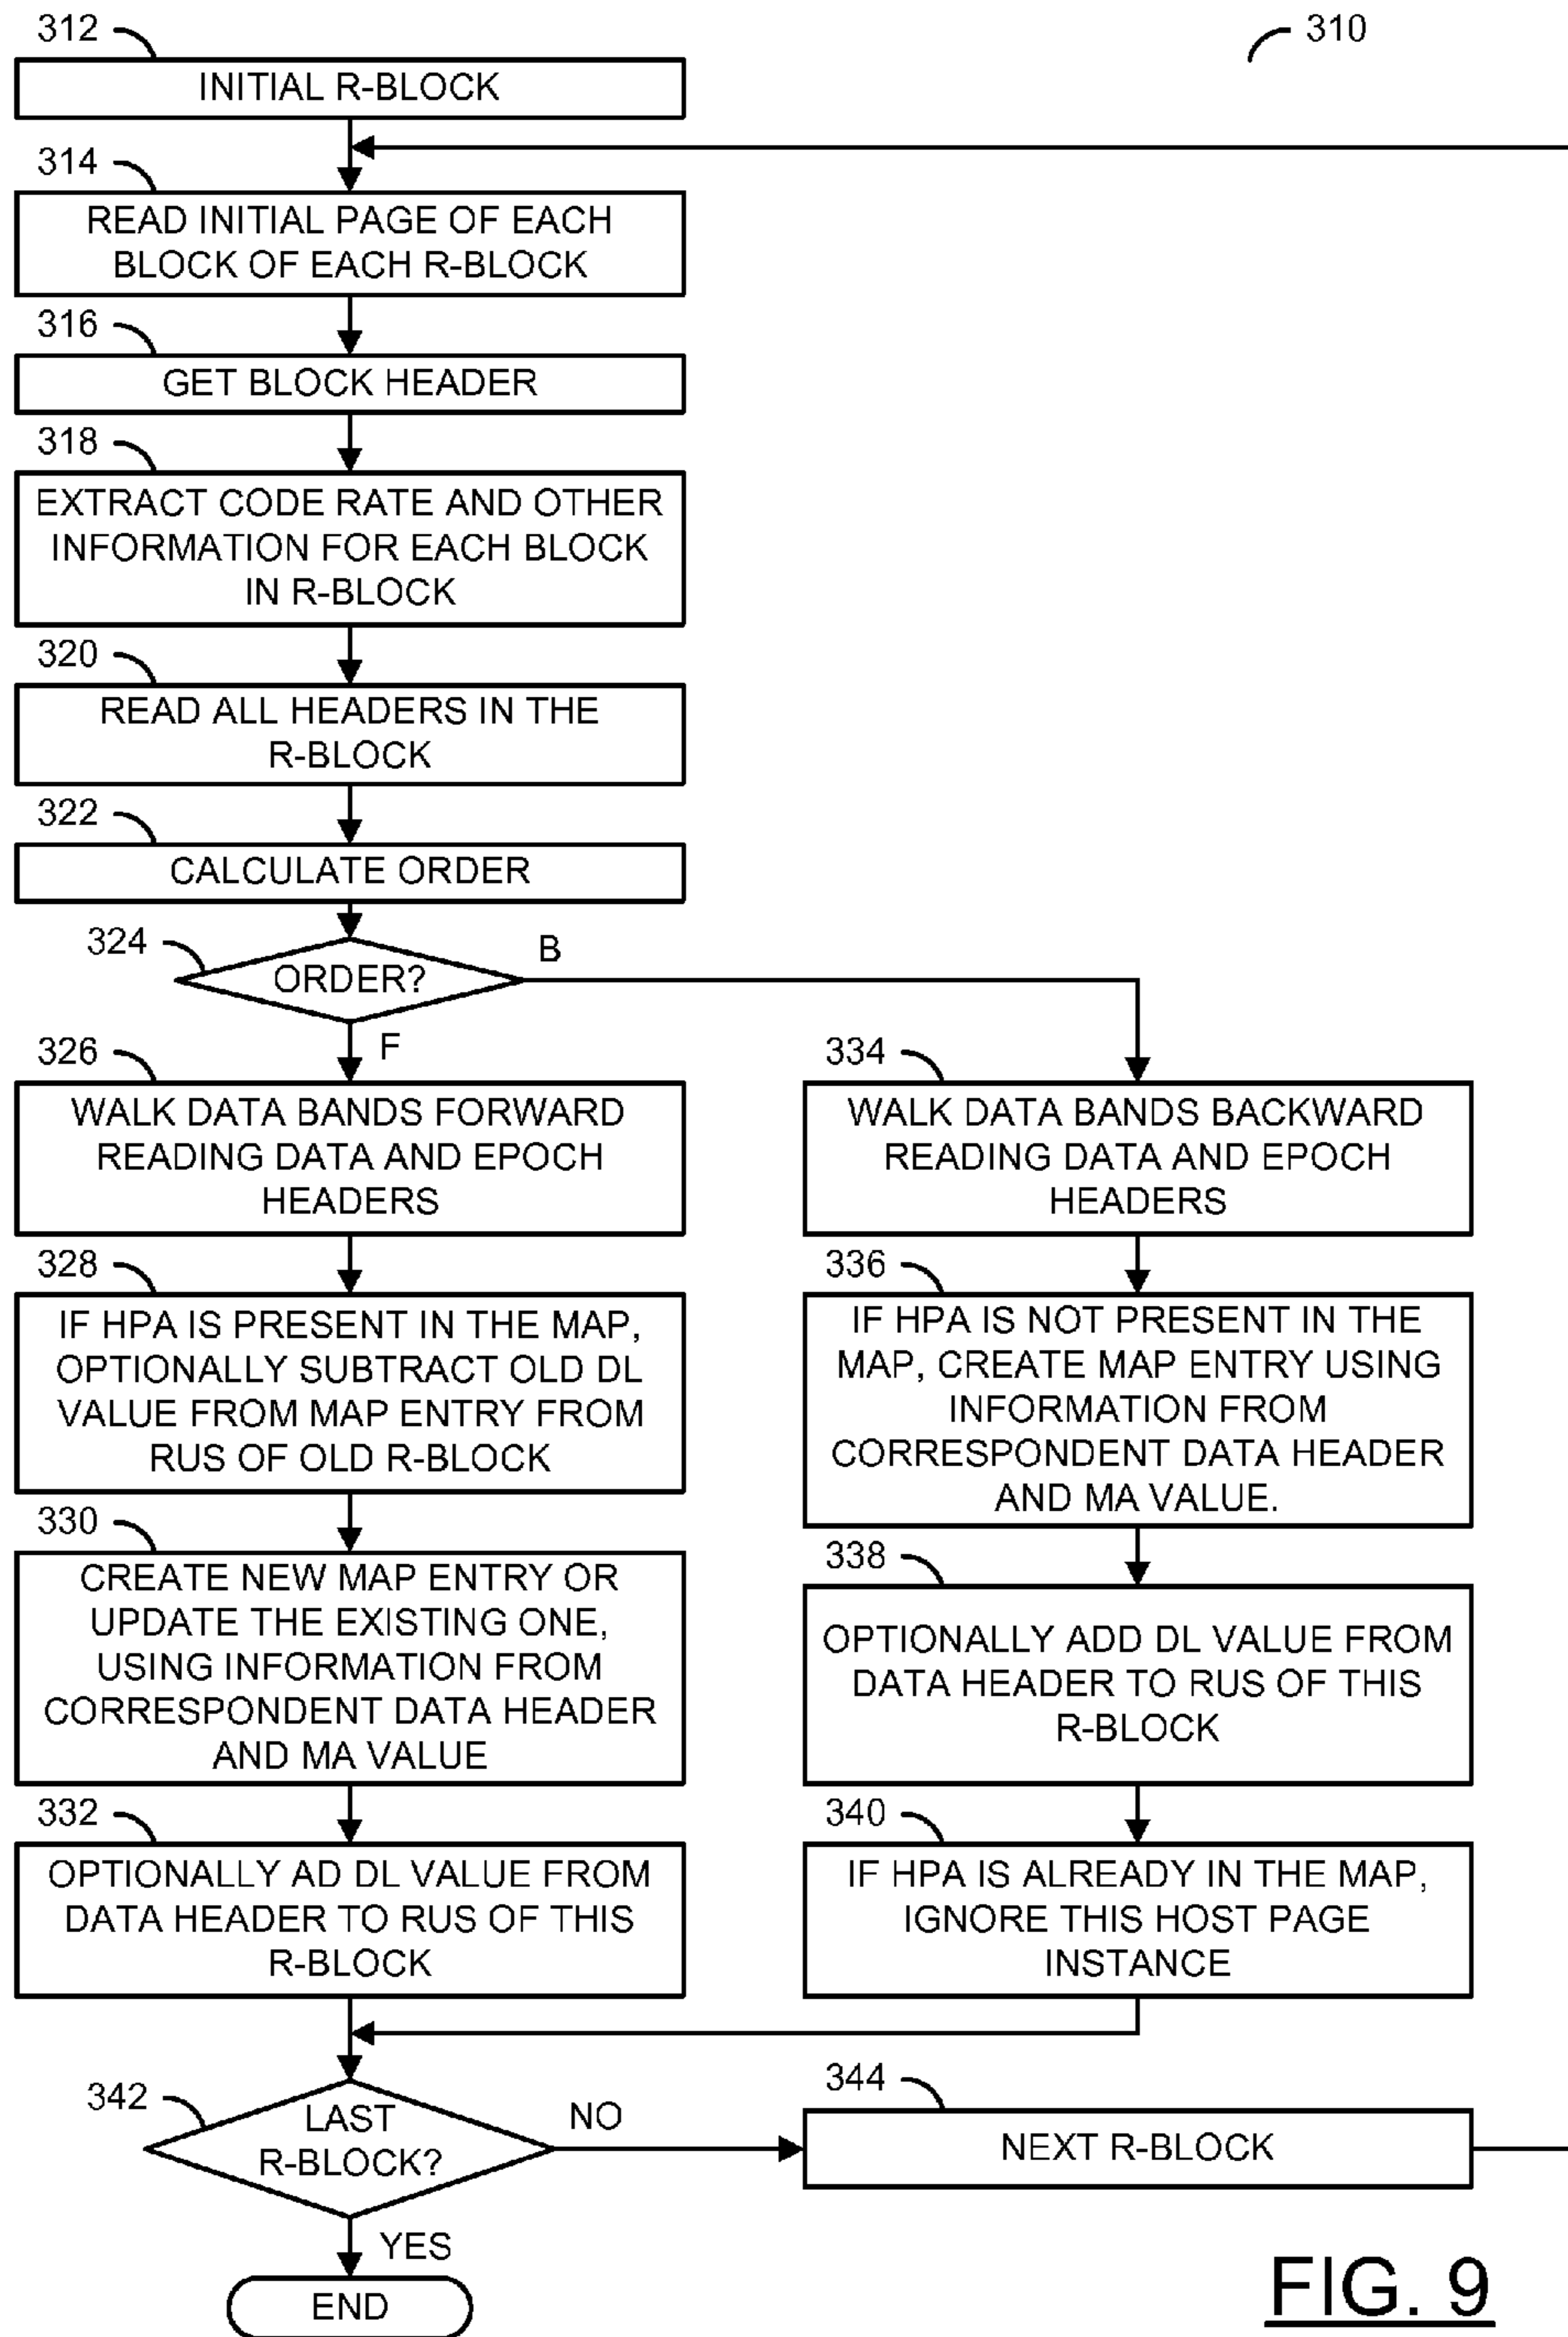 312
310
INITIAL R-BLOCK
314
READ INITIAL PAGE OF EACH
BLOCK OF EACH R-BLOCK
316
GET BLOCK HEADER
318
EXTRACT CODE RATE AND OTHER
INFORMATION FOR EACH BLOCK
IN R-BLOCK
320
READ ALL HEADERS IN THE
R-BLOCK
322
CALCULATE ORDER
324
ORDER?
B
F
326
WALK DATA BANDS FORWARD
READING DATA AND EPOCH
HEADERS
328
IF HPA IS PRESENT IN THE MAP,
OPTIONALLY SUBTRACT OLD DL
VALUE FROM MAP ENTRY FROM
RUS OF OLD R-BLOCK
330
CREATE NEW MAP ENTRY OR
UPDATE THE EXISTING ONE,
USING INFORMATION FROM
CORRESPONDENT DATA HEADER
AND MA VALUE
332
OPTIONALLY AD DL VALUE FROM
DATA HEADER TO RUS OF THIS
R-BLOCK
334
WALK DATA BANDS BACKWARD
READING DATA AND EPOCH
HEADERS
336
IF HPA IS NOT PRESENT IN THE
MAP, CREATE MAP ENTRY USING
INFORMATION FROM
CORRESPONDENT DATA HEADER
AND MA VALUE.
338
OPTIONALLY ADD DL VALUE FROM
DATA HEADER TO RUS OF THIS
R-BLOCK
340
IF HPA IS ALREADY IN THE MAP,
IGNORE THIS HOST PAGE
INSTANCE
342
LAST
R-BLOCK?
NO
344
NEXT R-BLOCK
YES
END
FIG. 9